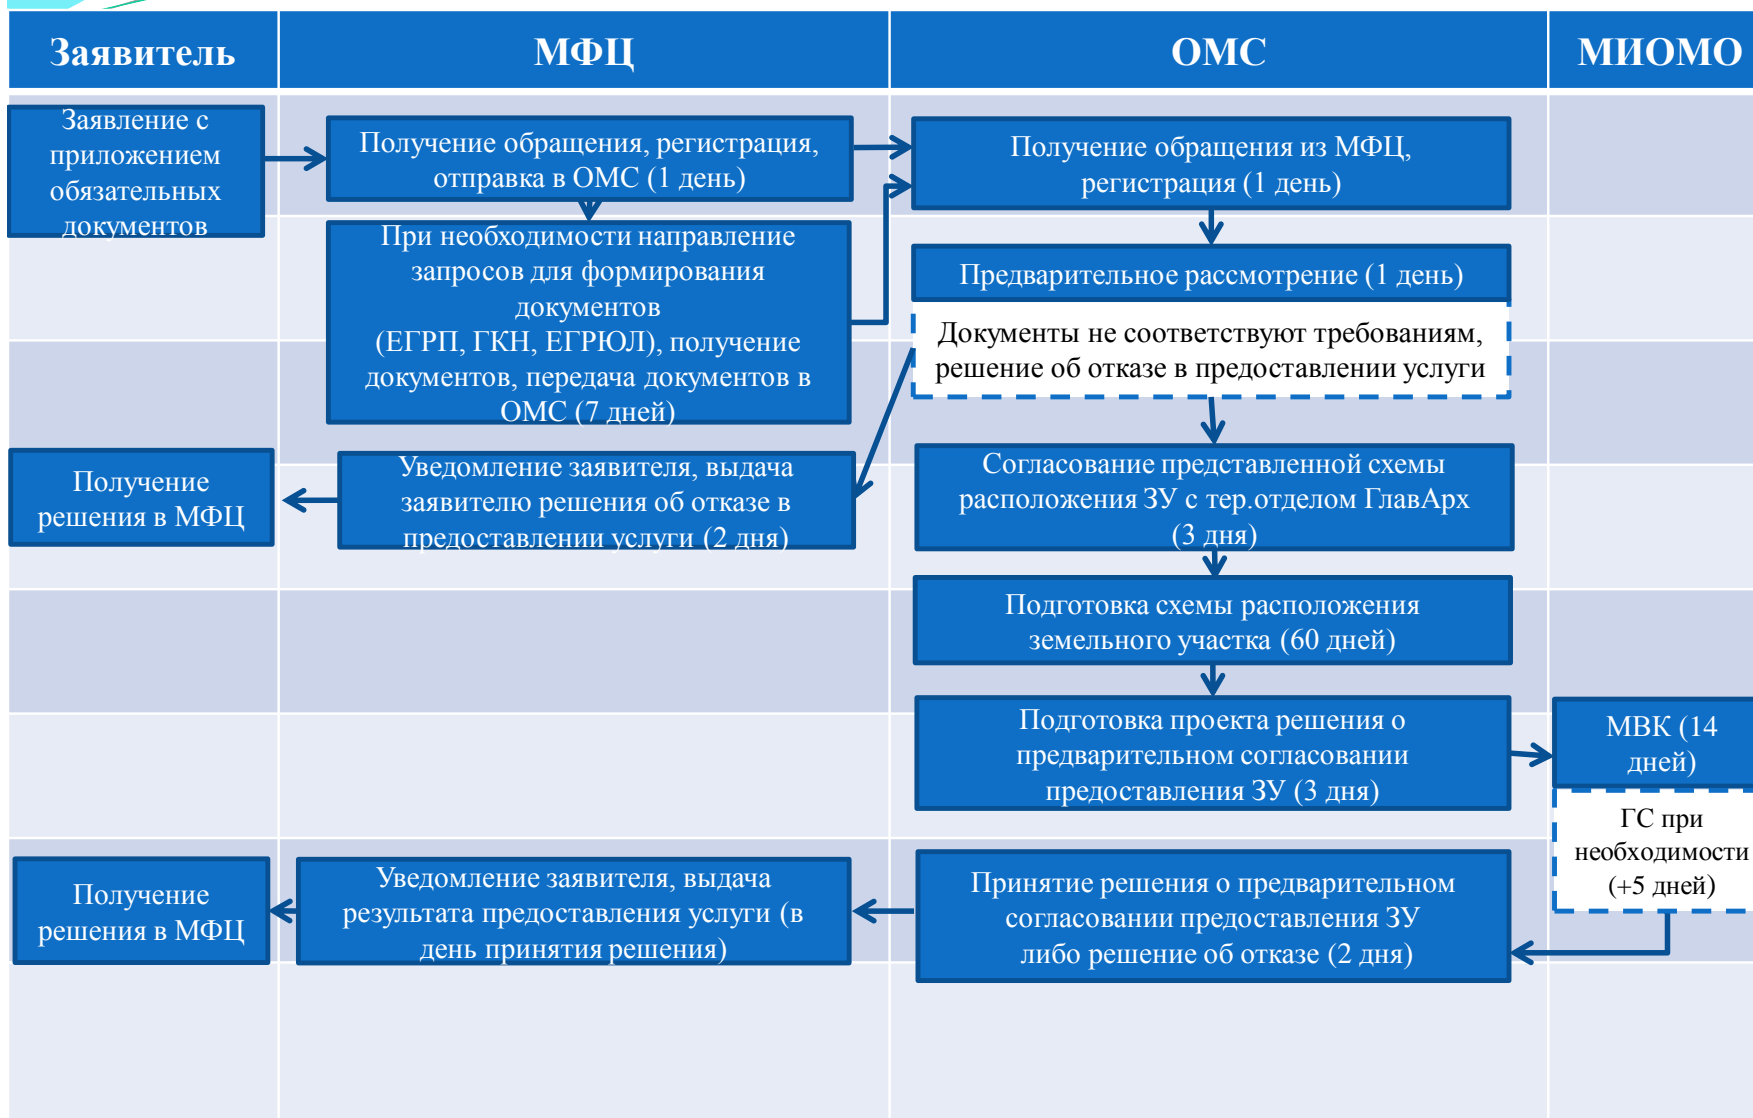 Заявитель
МФЦ
ОМС
МИОМО
Заявление с
приложением
обязательных
документов
Получение обращения, регистрация,
отправка в ОМС (1 день)
Получение обращения из МФЦ,
регистрация (1 день)
При необходимости направление
запросов для формирования
документов
(ЕГРП, ГКН, ЕГРЮЛ), получение
документов, передача документов в
ОМС (7 дней)
Предварительное рассмотрение (1 день)
Документы не соответствуют требованиям,
решение об отказе в предоставлении услуги
Получение
решения в МФЦ
Уведомление заявителя, выдача
заявителю решения об отказе в
предоставлении услуги (2 дня)
Согласование представленной схемы
расположения ЗУ с тер.отделом ГлавАрх
(3 дня)
Подготовка схемы расположения
земельного участка (60 дней)
Подготовка проекта решения о
предварительном согласовании
предоставления ЗУ (3 дня)
МВК (14
дней)
ГС при
необходимости
(+5 дней)
Получение
решения в МФЦ
Уведомление заявителя, выдача
результата предоставления услуги (в
день принятия решения)
Принятие решения о предварительном
согласовании предоставления ЗУ
либо решение об отказе (2 дня)